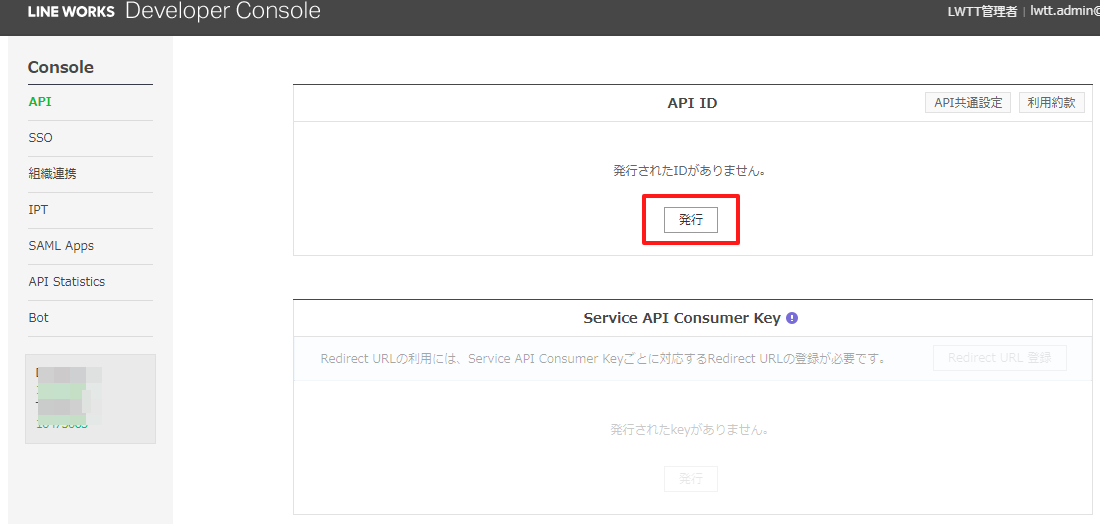 LINE WORKS Developer Console
LWTT管理者 | lwtt.admin@
Console
API
SSO
組織連携
IPT
SAML Apps
API Statistics
Bot
API ID
API共通設定
利用約款
発行されたIDがありません。
発行
Service API Consumer Key
Redirect URLの利用には、Service API Consumer Keyごとに対応するRedirect URLの登録が必要です。
Redirect URL 登録
発行されたkeyがありません。
発行